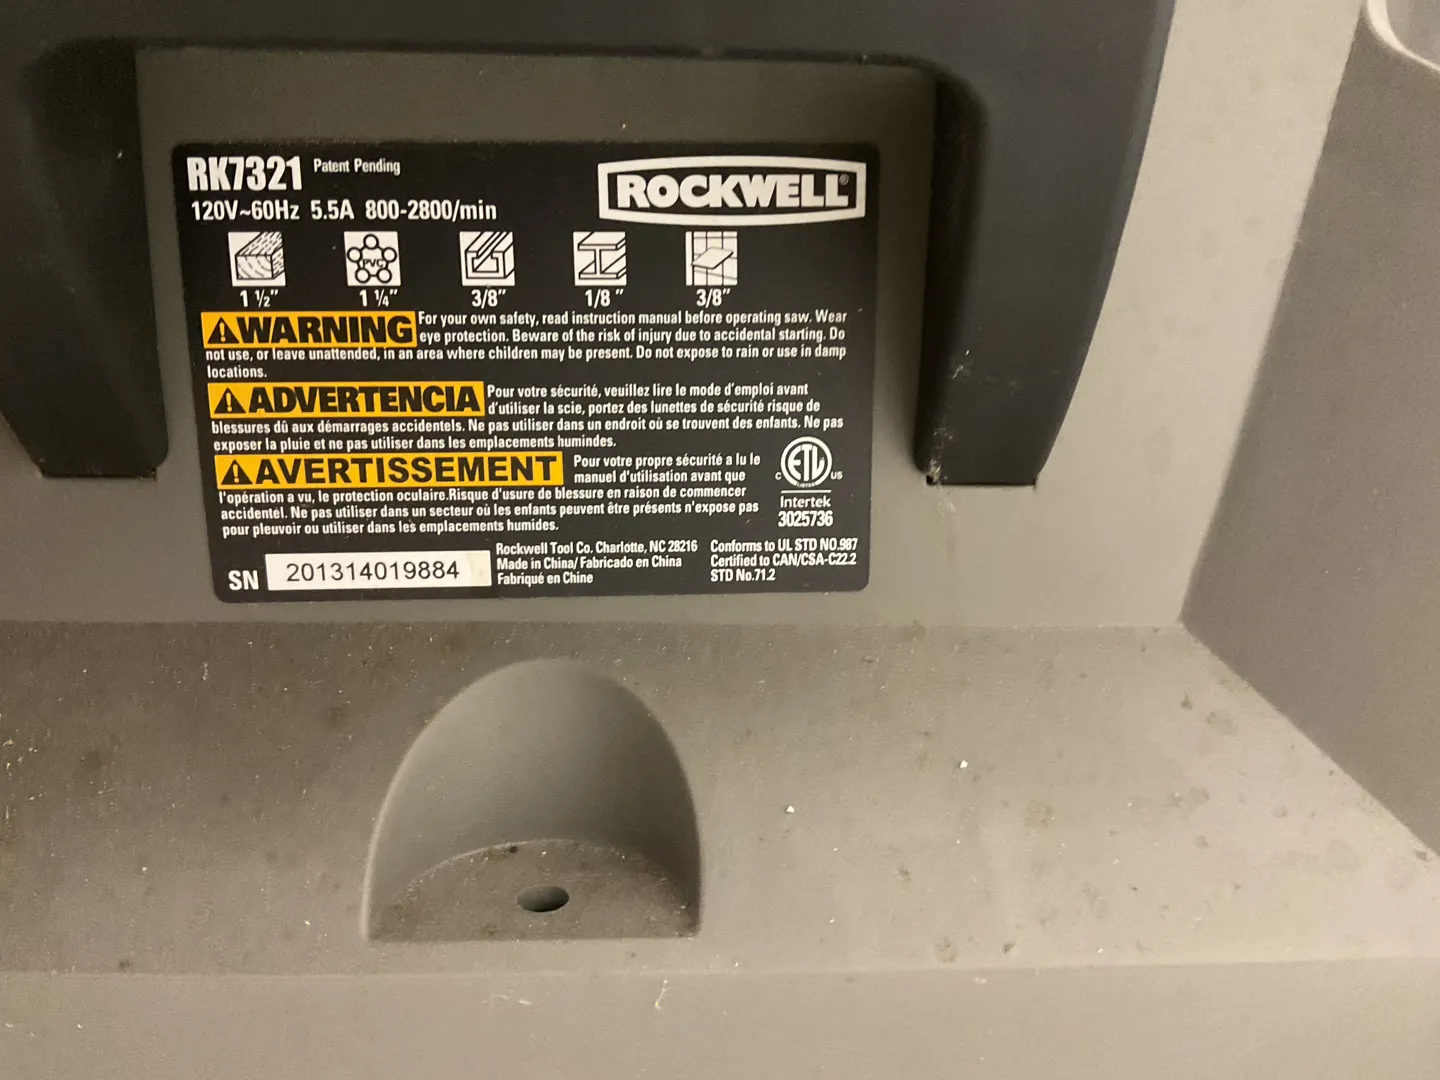 RK7321 Patent Pending
ROCKWELL®
120V~60Hz 5.5A 800-2800/min
PVC
1 ½" 1 ¼" 3/8" 1/8 " 3/8"
WARNING For your own safety, read instruction manual before operating saw. Wear
eye protection. Beware of the risk of injury due to accidental starting. Do
not use, or leave unattended, in an area where children may be present. Do not expose to rain or use in damp
locations.
ADVERTENCIA Pour votre sécurité, veuillez lire le mode d'emploi avant
d'utiliser la scie, portez des lunettes de sécurité risque de
blessures dû aux démarrages accidentels. Ne pas utiliser dans un endroit où se trouvent des enfants. Ne pas
exposer la pluie et ne pas utiliser dans les emplacements humindes.
AVERTISSEMENT Pour votre propre sécurité a lu le
manuel d'utilisation avant que
l'opération a vu, le protection oculaire.Risque d'usure de blessure en raison de commencer
accidentel. Ne pas utiliser dans un secteur où les enfants peuvent être présents n'expose pas
pour pleuvoir ou utiliser dans les emplacements humides.
C ETL US
LISTED
Intertek
3025736
SN 201314019884
Rockwell Tool Co. Charlotte, NC 28216
Made in China/ Fabricado en China
Fabriqué en Chine
Conforms to UL STD NO.987
Certified to CAN/CSA-C22.2
STD No.71.2